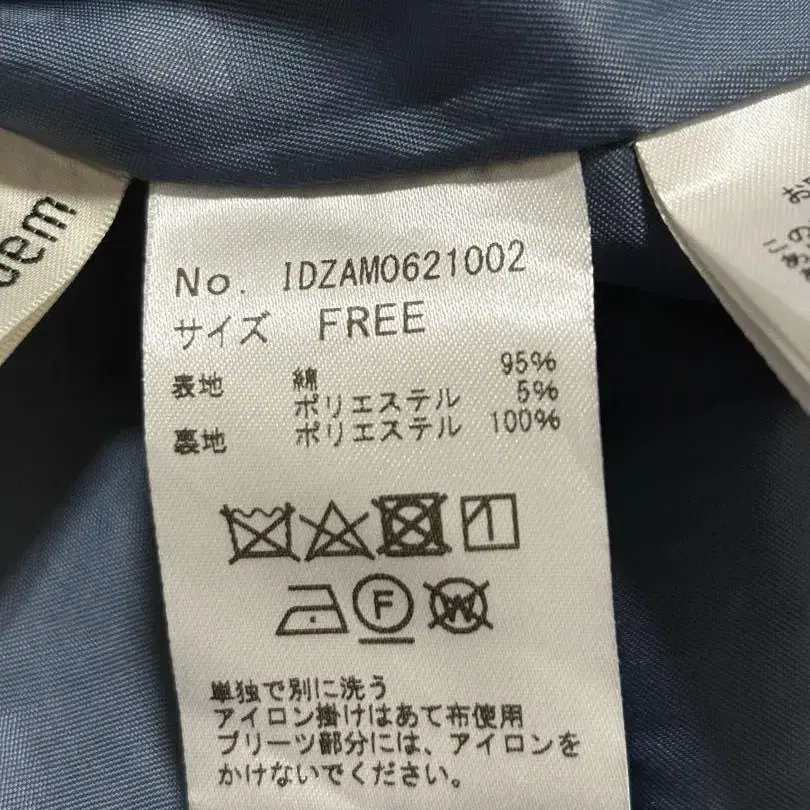 No. IDZAM0621002
サイズ FREE
表地 綿 95%
ポリエステル 5%
裏地 ポリエステル 100%
F
W
単独で別に洗う
アイロン掛けはあて布使用
プリーツ部分には、アイロンを
かけないでください。
em
お
の